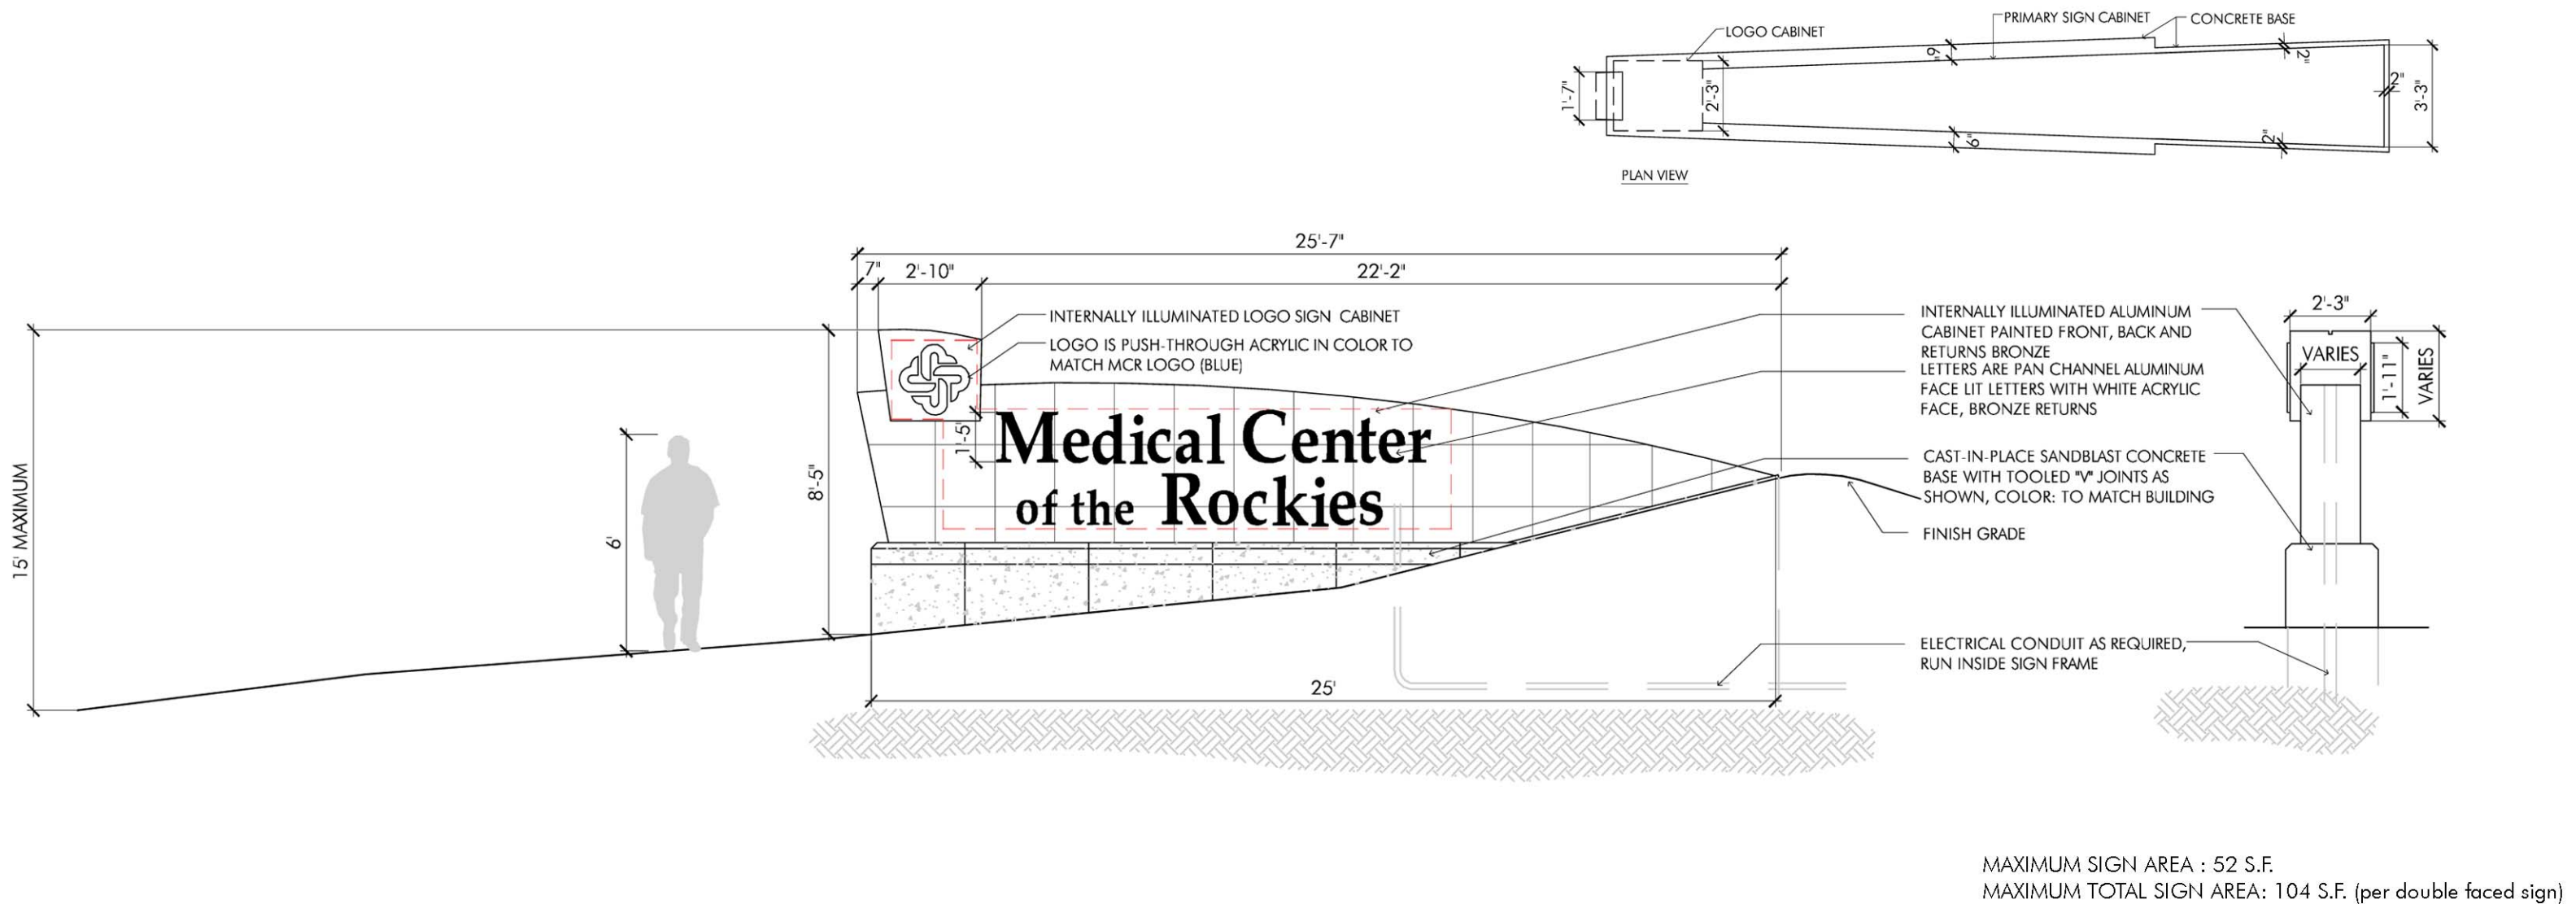 PRIMARY SIGN CABINET
CONCRETE BASE
LOGO CABINET
6"
2"
1'-7"
2'-3"
2"
3'-3"
6"
2"
PLAN VIEW
25'-7"
7"
2'-10"
22'-2"
INTERNALLY ILLUMINATED LOGO SIGN CABINET
LOGO IS PUSH-THROUGH ACRYLIC IN COLOR TO
MATCH MCR LOGO (BLUE)
INTERNALLY ILLUMINATED ALUMINUM
CABINET PAINTED FRONT, BACK AND
RETURNS BRONZE
LETTERS ARE PAN CHANNEL ALUMINUM
FACE LIT LETTERS WITH WHITE ACRYLIC
FACE, BRONZE RETURNS
2'-3"
VARIES
1'-11"
VARIES
1'-5"
Medical Center
of the Rockies
15' MAXIMUM
6'
8'-5"
CAST-IN-PLACE SANDBLAST CONCRETE
BASE WITH TOOLED "V" JOINTS AS
SHOWN, COLOR: TO MATCH BUILDING
FINISH GRADE
ELECTRICAL CONDUIT AS REQUIRED,
RUN INSIDE SIGN FRAME
25'
MAXIMUM SIGN AREA : 52 S.F.
MAXIMUM TOTAL SIGN AREA: 104 S.F. (per double faced sign)